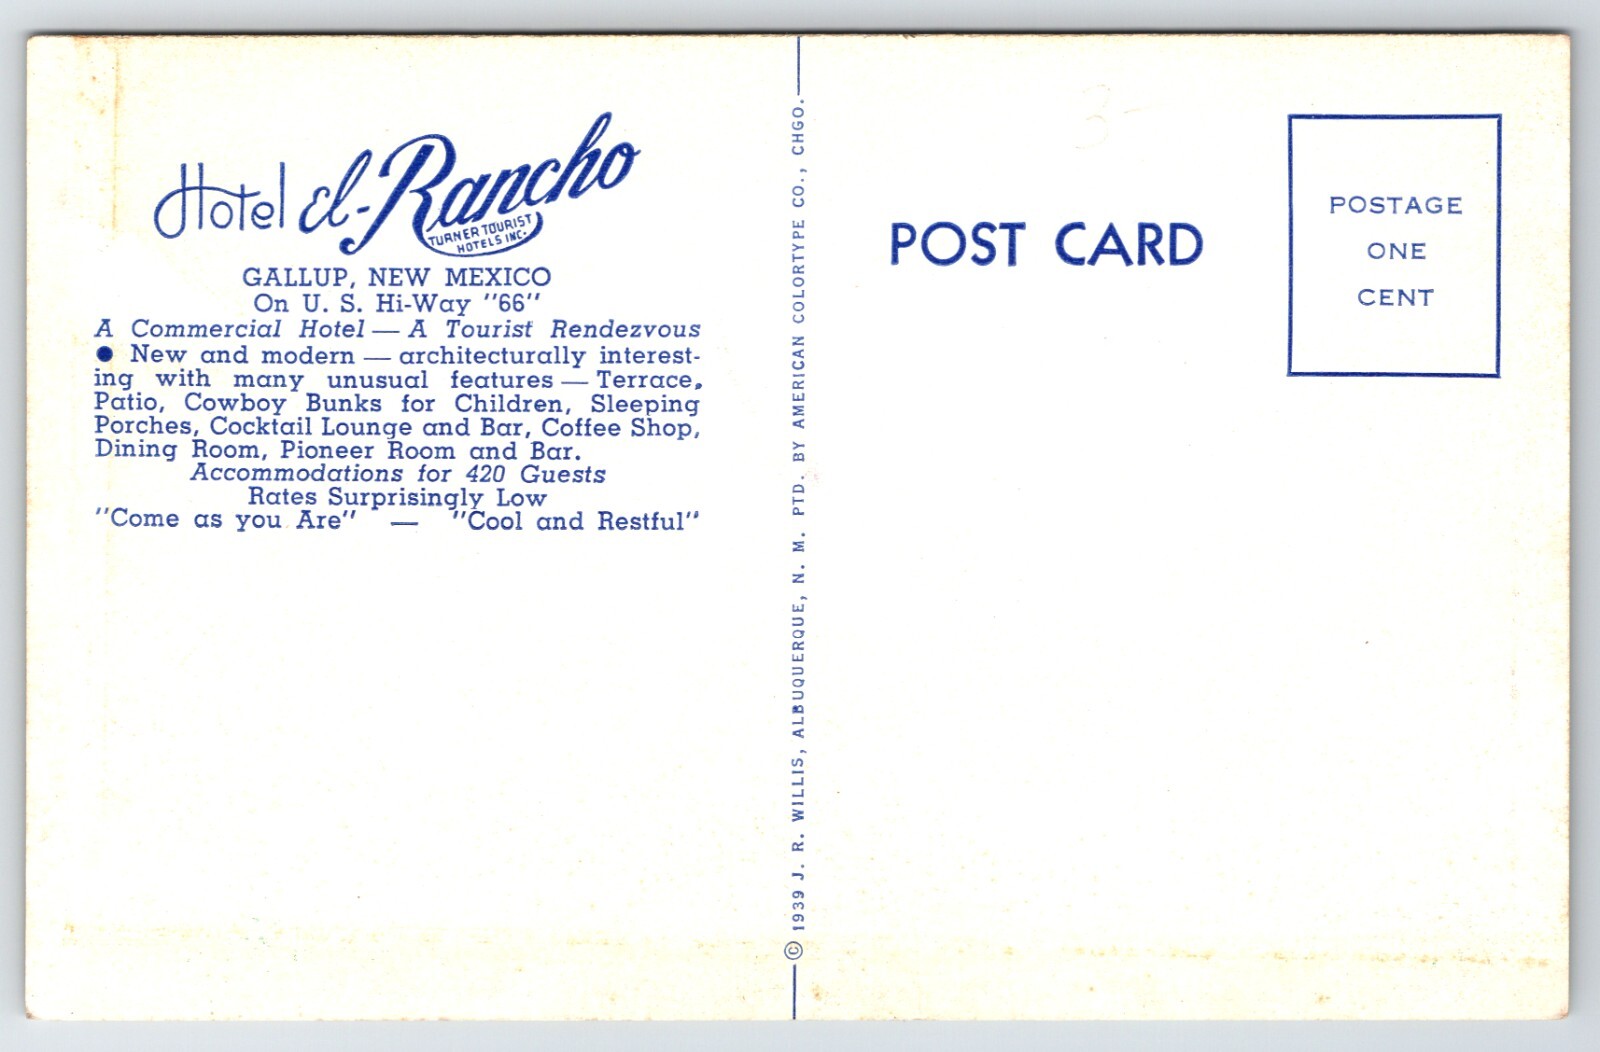 Hotel el-Rancho
TURNER TOURIST
HOTELS INC.
GALLUP, NEW MEXICO
On U. S. Hi-Way "66"
A Commercial Hotel — A Tourist Rendezvous
● New and modern — architecturally interest-
ing with many unusual features — Terrace,
Patio, Cowboy Bunks for Children, Sleeping
Porches, Cocktail Lounge and Bar, Coffee Shop,
Dining Room, Pioneer Room and Bar.
Accommodations for 420 Guests
Rates Surprisingly Low
"Come as you Are" — "Cool and Restful"
© 1939 J. R. WILLIS, ALBUQUERQUE, N. M. PTD. BY AMERICAN COLORTYPE CO., CHGO.
3-
POST CARD
POSTAGE
ONE
CENT